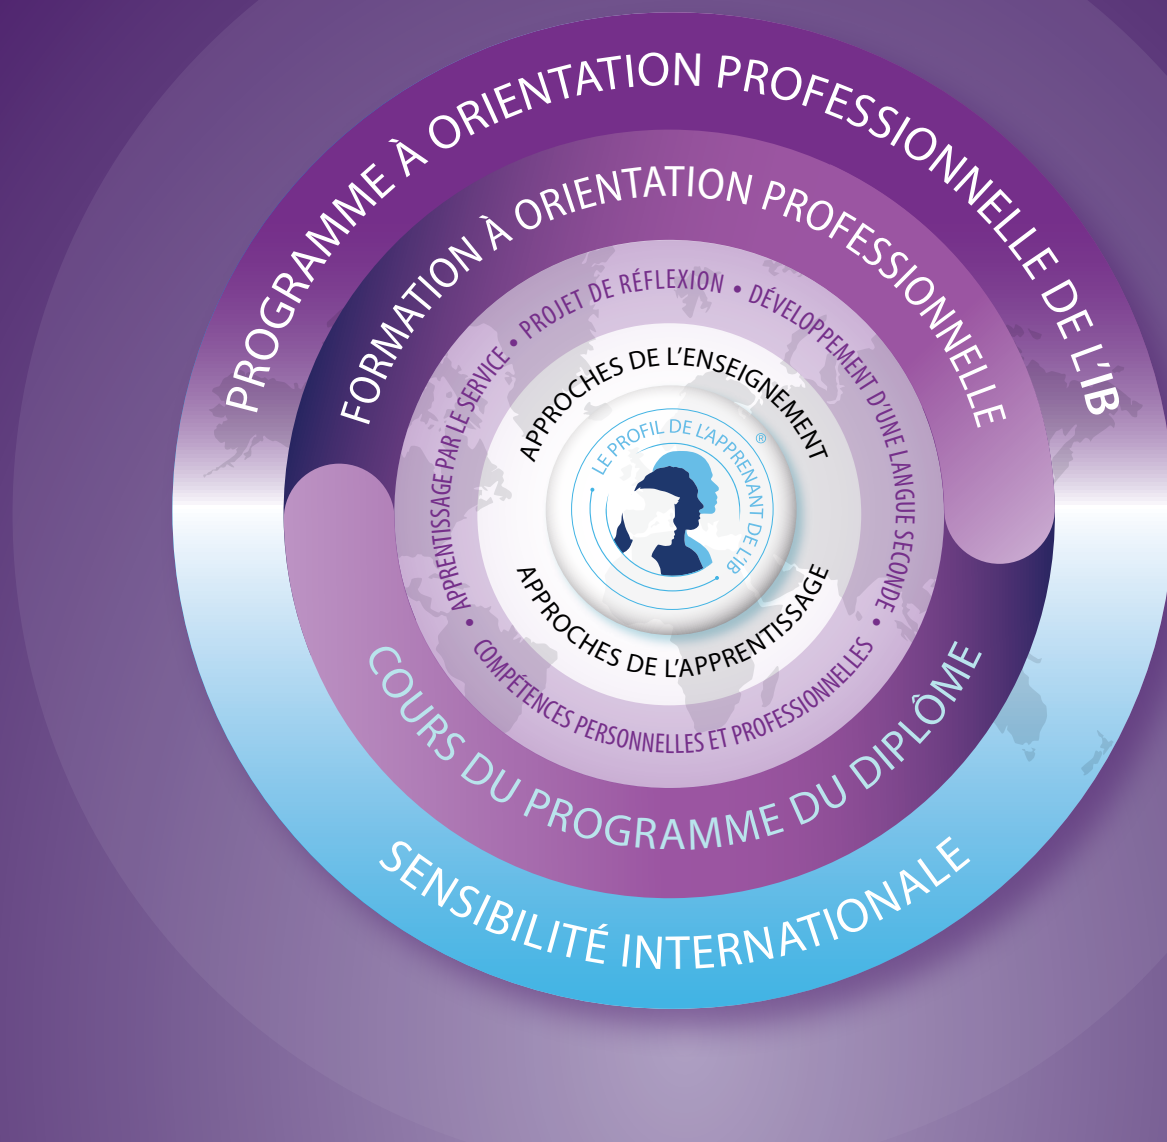 PROGRAMME À ORIENTATION PROFESSIONNELLE DE L'IB
FORMATION À ORIENTATION PROFESSIONNELLE
APPRENTISSAGE PAR LE SERVICE • PROJET DE RÉFLEXION • DÉVELOPPEMENT D'UNE LANGUE SECONDE •
APPROCHES DE L'ENSEIGNEMENT
LE PROFIL DE L'APPRENANT DE L'IB ®
APPROCHES DE L'APPRENTISSAGE
• COMPÉTENCES PERSONNELLES ET PROFESSIONNELLES
COURS DU PROGRAMME DU DIPLÔME
SENSIBILITÉ INTERNATIONALE